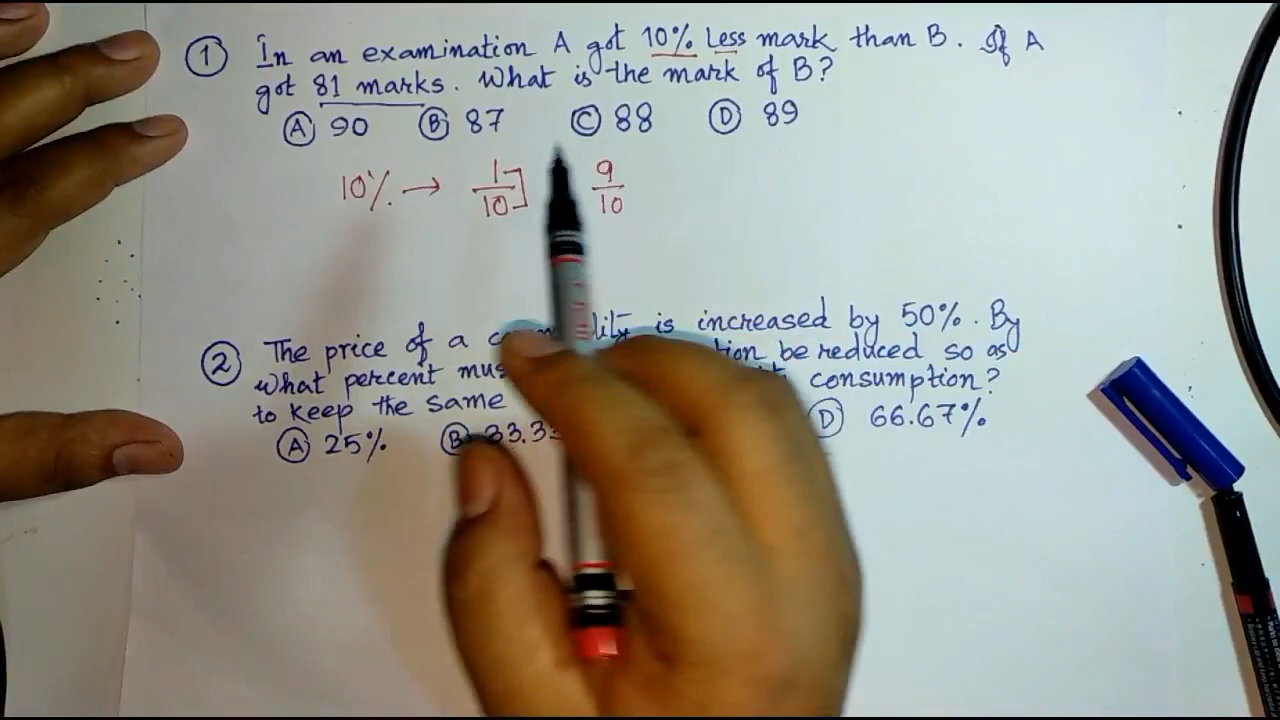 ① In an examination A got 10% Less mark than B. If A
got 81 marks. What is the mark of B?
Ⓐ 90 Ⓑ 87 Ⓒ 88 Ⓓ 89
10% → 1/10 9/10
② The price of a is increased by 50%. By
what percent be reduced so as
to keep the same consumption?
Ⓐ 25% Ⓑ Ⓓ 66.67%